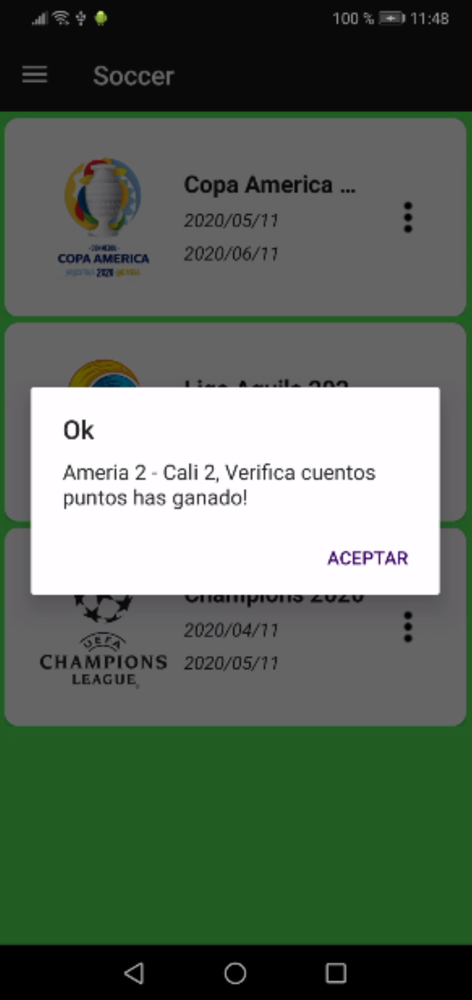 100 % 11:48
Soccer
Copa America ...
2020/05/11
2020/06/11
COPA AMERICA
2020
Liga Aguila 202
Ok
Ameria 2 - Cali 2, Verifica cuentos
puntos has ganado!
ACEPTAR
Champions 2020
2020/04/11
2020/05/11
UEFA
CHAMPIONS
LEAGUE